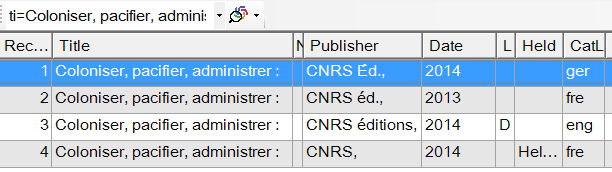 ti=Coloniser, pacifier, adminis
Rec... Title N Publisher Date L Held CatL
1 Coloniser, pacifier, administrer : CNRS Éd., 2014 ger
2 Coloniser, pacifier, administrer : CNRS éd., 2013 fre
3 Coloniser, pacifier, administrer : CNRS éditions, 2014 D eng
4 Coloniser, pacifier, administrer : CNRS, 2014 Hel... fre